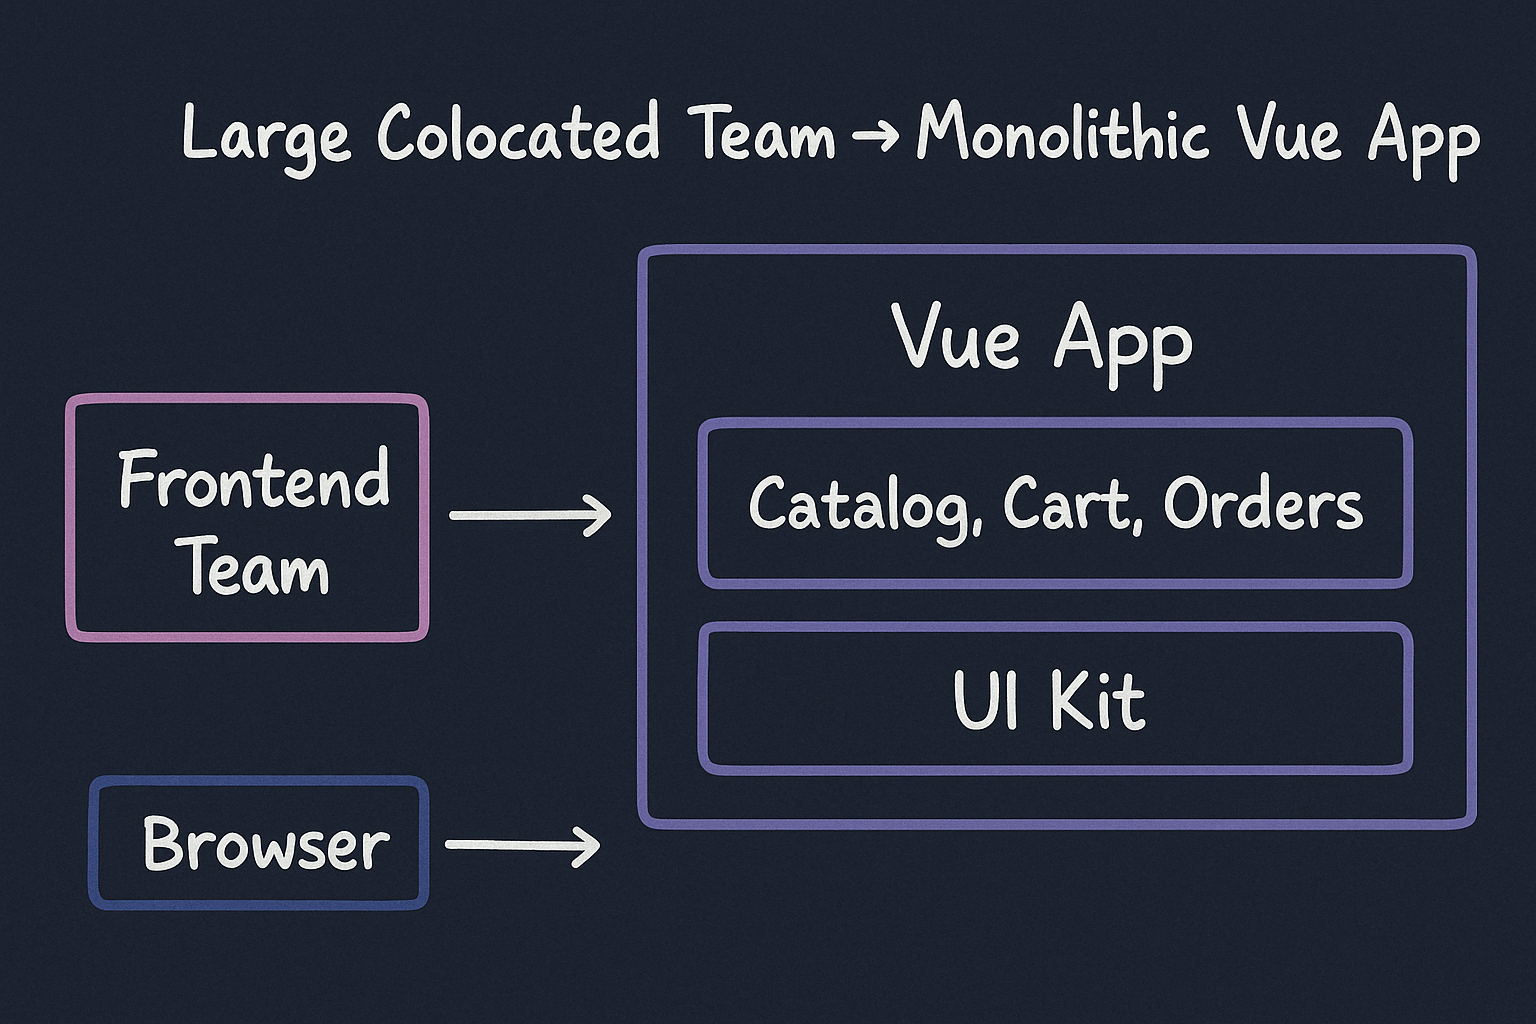 Large Colocated Team → Monolithic Vue App
Vue App
Frontend
Team
Catalog, Cart, Orders
UI Kit
Browser